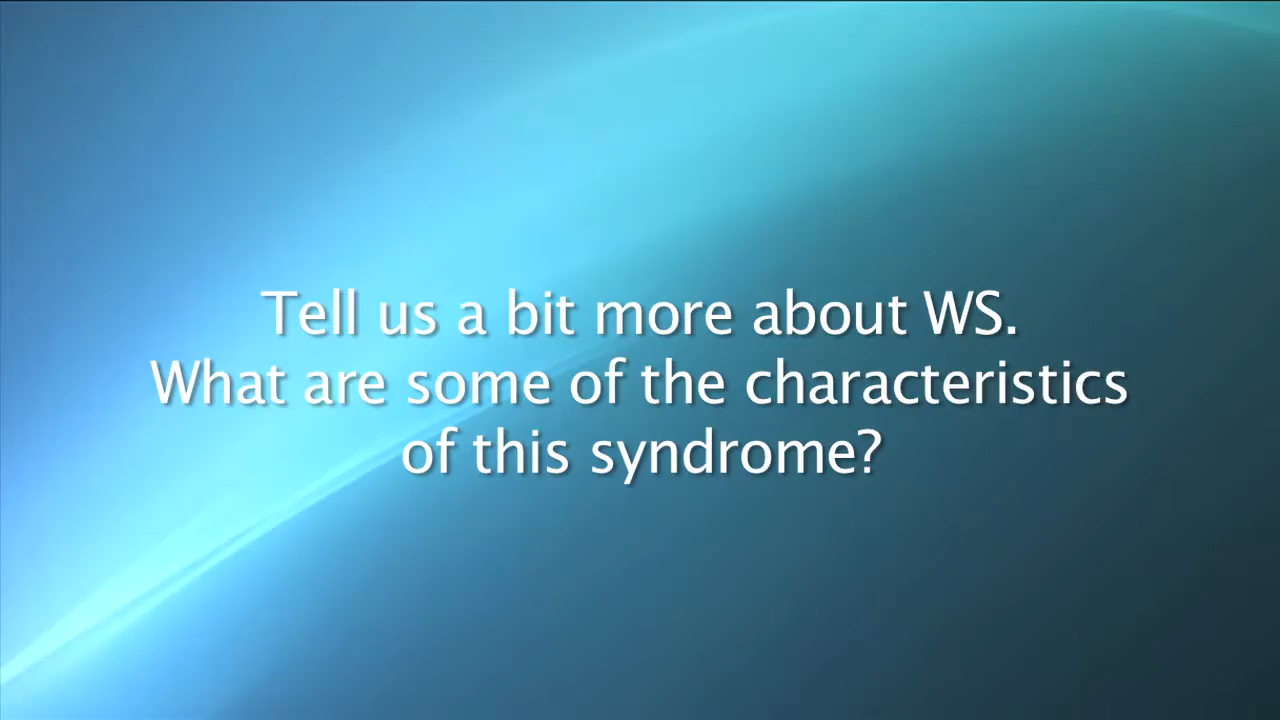 Tell us a bit more about WS.
What are some of the characteristics
of this syndrome?